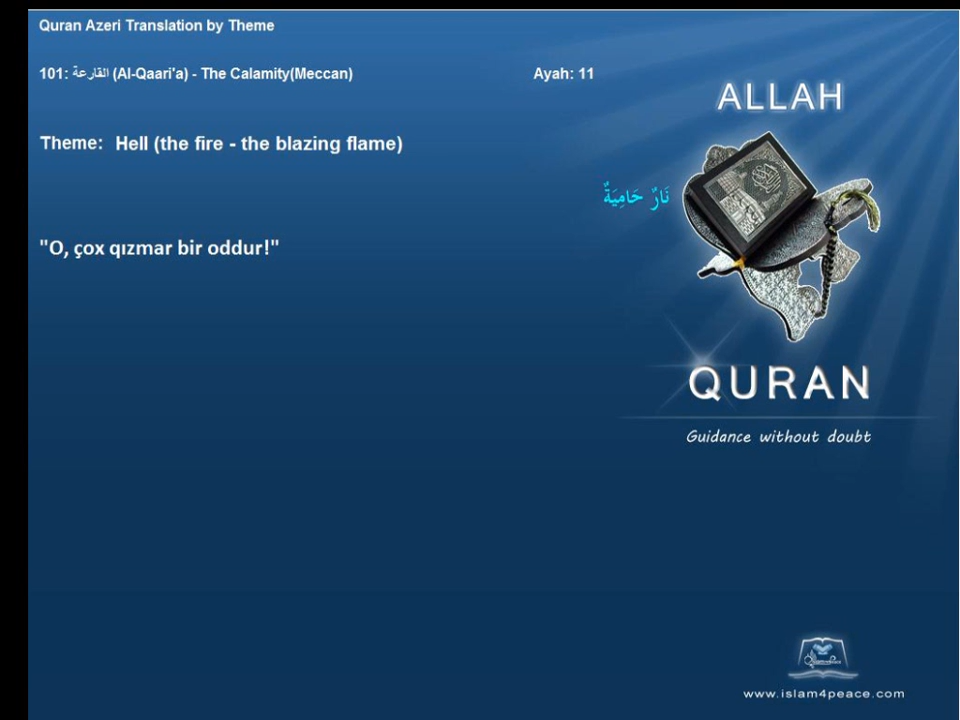 Quran Azeri Translation by Theme
101: القارعة (Al-Qaari'a) - The Calamity(Meccan) Ayah: 11
ALLAH
Theme: Hell (the fire - the blazing flame)
نَارٌ حَامِيَةٌ
"O, çox qızmar bir oddur!"
QURAN
Guidance without doubt
www.islam4peace.com